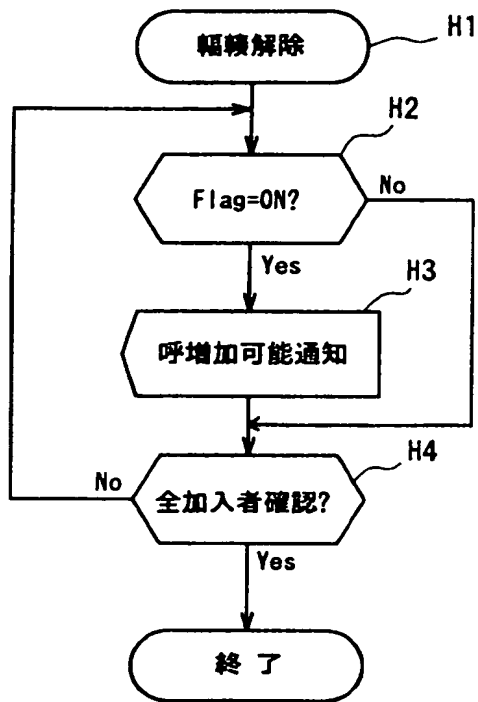 輻輳解除
H1
H2
Flag=ON?
No
Yes
H3
呼増加可能通知
H4
No
全加入者確認?
Yes
終了